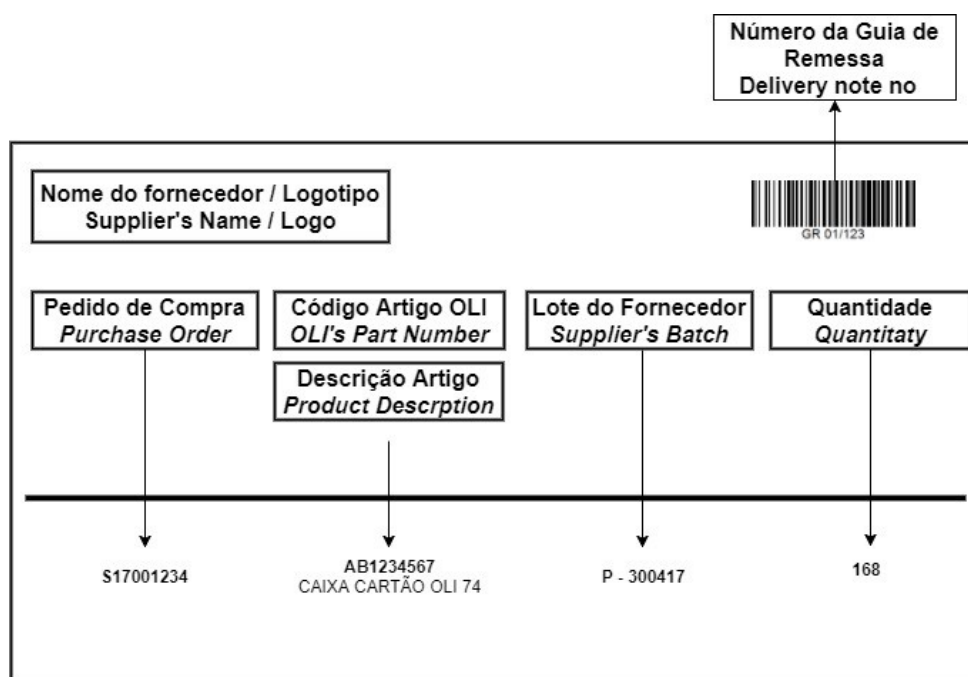 Número da Guia de
Remessa
Delivery note no
Nome do fornecedor / Logotipo
Supplier's Name / Logo
GR 01/123
Pedido de Compra
Purchase Order
Código Artigo OLI
OLI's Part Number
Lote do Fornecedor
Supplier's Batch
Quantidade
Quantitaty
Descrição Artigo
Product Descrption
S17001234
AB1234567
CAIXA CARTÃO OLI 74
P - 300417
168